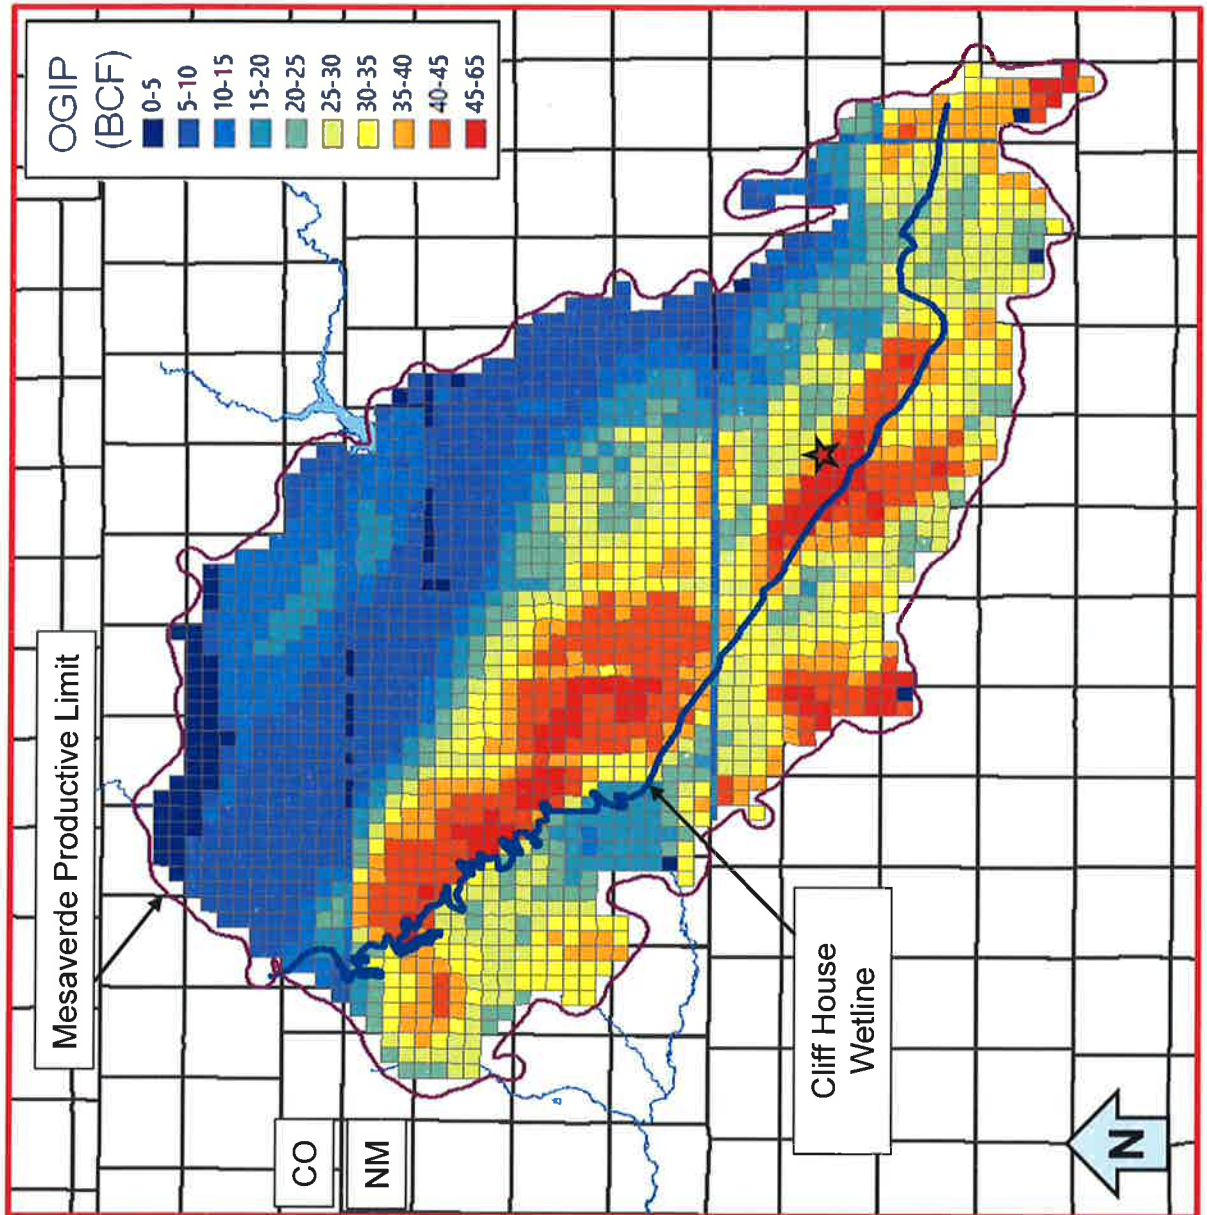 OGIP
(BCF)
0-5
5-10
10-15
15-20
20-25
25-30
30-35
35-40
40-45
45-65
Mesaverde Productive Limit
CO
NM
Cliff House
Wetline
N